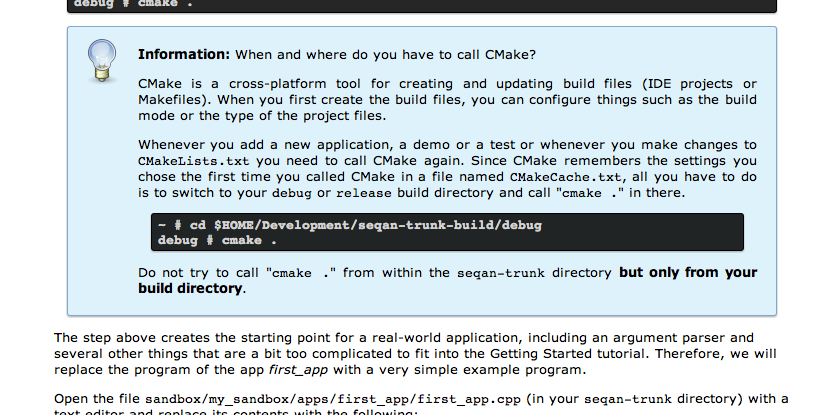 debug # cmake .
Information: When and where do you have to call CMake?
CMake is a cross-platform tool for creating and updating build files (IDE projects or
Makefiles). When you first create the build files, you can configure things such as the build
mode or the type of the project files.
Whenever you add a new application, a demo or a test or whenever you make changes to
CMakeLists.txt you need to call CMake again. Since CMake remembers the settings you
chose the first time you called CMake in a file named CMakeCache.txt, all you have to do
is to switch to your debug or release build directory and call "cmake ." in there.
~ # cd $HOME/Development/seqan-trunk-build/debug
debug # cmake .
Do not try to call "cmake ." from within the seqan-trunk directory but only from your
build directory.
The step above creates the starting point for a real-world application, including an argument parser and
several other things that are a bit too complicated to fit into the Getting Started tutorial. Therefore, we will
replace the program of the app first_app with a very simple example program.
Open the file sandbox/my_sandbox/apps/first_app/first_app.cpp (in your seqan-trunk directory) with a
text editor and replace its contents with the following: